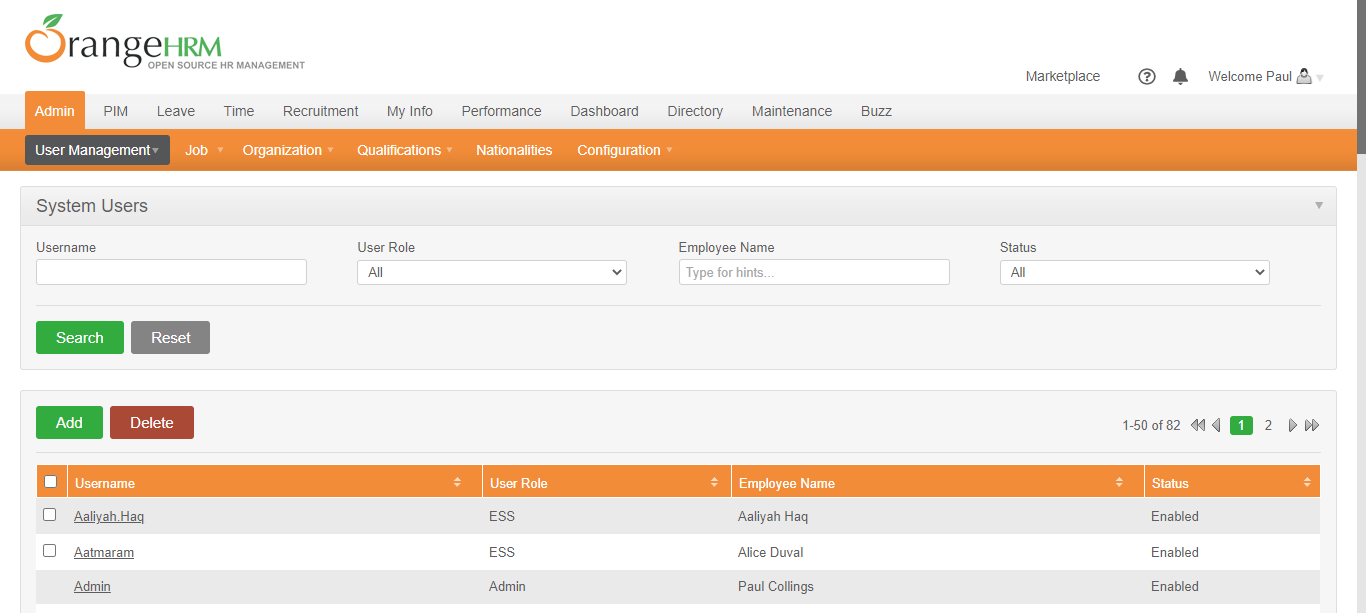 OrangeHRM
OPEN SOURCE HR MANAGEMENT
Marketplace ? Welcome Paul
Admin PIM Leave Time Recruitment My Info Performance Dashboard Directory Maintenance Buzz
User Management Job Organization Qualifications Nationalities Configuration
System Users
Username User Role Employee Name Status
All Type for hints... All
Search Reset
Add Delete 1-50 of 82 1 2
Username User Role Employee Name Status
Aaliyah.Haq ESS Aaliyah Haq Enabled
Aatmaram ESS Alice Duval Enabled
Admin Admin Paul Collings Enabled